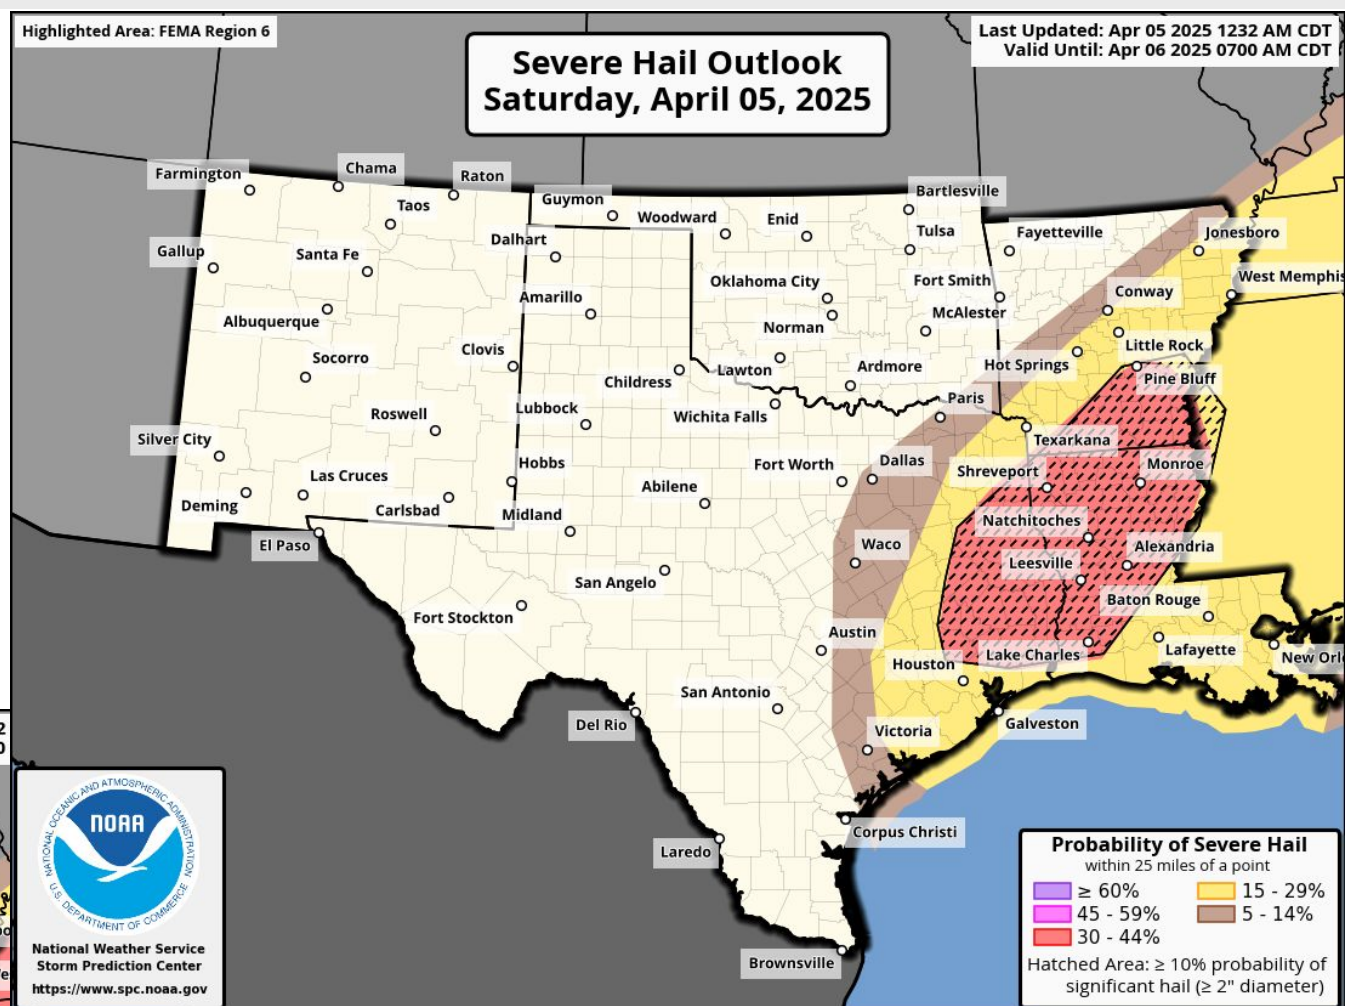 Highlighted Area: FEMA Region 6
Last Updated: Apr 05 2025 1232 AM CDT
Valid Until: Apr 06 2025 0700 AM CDT
Severe Hail Outlook
Saturday, April 05, 2025
Farmington
Chama
Raton
Taos
Guymon
Woodward
Enid
Bartlesville
Tulsa
Fayetteville
Jonesboro
Gallup
Santa Fe
Dalhart
Oklahoma City
Fort Smith
West Memphis
Albuquerque
Amarillo
Norman
McAlester
Conway
Socorro
Clovis
Childress
Lawton
Ardmore
Hot Springs
Little Rock
Pine Bluff
Roswell
Lubbock
Wichita Falls
Paris
Texarkana
Silver City
Las Cruces
Hobbs
Abilene
Fort Worth
Dallas
Shreveport
Monroe
Deming
Carlsbad
Midland
Natchitoches
El Paso
San Angelo
Waco
Leesville
Alexandria
Fort Stockton
Austin
Baton Rouge
Houston
Lake Charles
Lafayette
New Orl
San Antonio
Del Rio
Victoria
Galveston
Laredo
Corpus Christi
Brownsville
2
0
NATIONAL OCEANIC AND ATMOSPHERIC ADMINISTRATION
NOAA
U.S. DEPARTMENT OF COMMERCE
National Weather Service
Storm Prediction Center
https://www.spc.noaa.gov
Probability of Severe Hail
within 25 miles of a point
≥ 60%
15 - 29%
45 - 59%
5 - 14%
30 - 44%
Hatched Area: ≥ 10% probability of
significant hail (≥ 2" diameter)